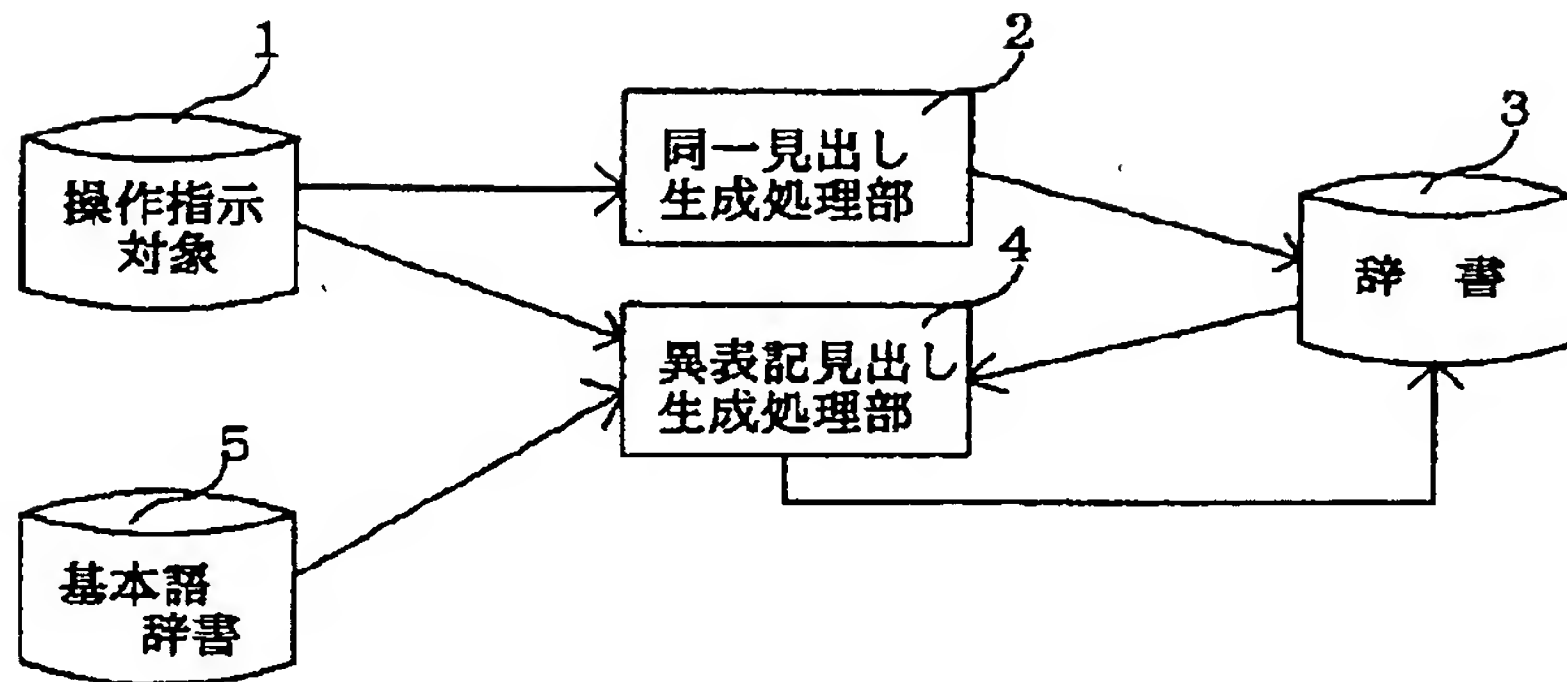 1
操作指示
対象
2
同一見出し
生成処理部
3
辞 書
4
異表記見出し
生成処理部
5
基本語
辞書